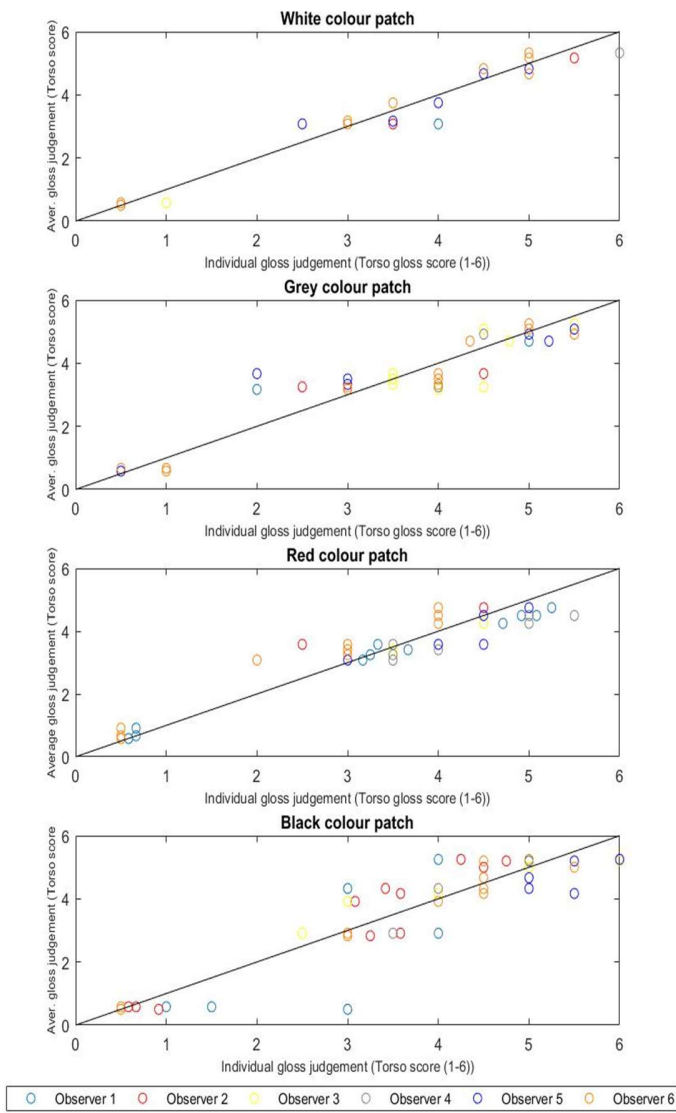 White colour patch
6
4
2
0
Aver. gloss judgement (Torso score)
0 1 2 3 4 5 6
Individual gloss judgement (Torso gloss score (1-6))
Grey colour patch
6
4
2
0
Aver. gloss judgement (Torso score)
0 1 2 3 4 5 6
Individual gloss judgement (Torso gloss score (1-6))
Red colour patch
6
4
2
0
Average gloss judgement (Torso score)
0 1 2 3 4 5 6
Individual gloss judgement (Torso gloss score (1-6))
Black colour patch
6
4
2
0
Aver. gloss judgement (Torso score
0 1 2 3 4 5 6
Individual gloss judgement (Torso gloss score (1-6))
Observer 1 Observer 2 Observer 3 Observer 4 Observer 5 Observer 6